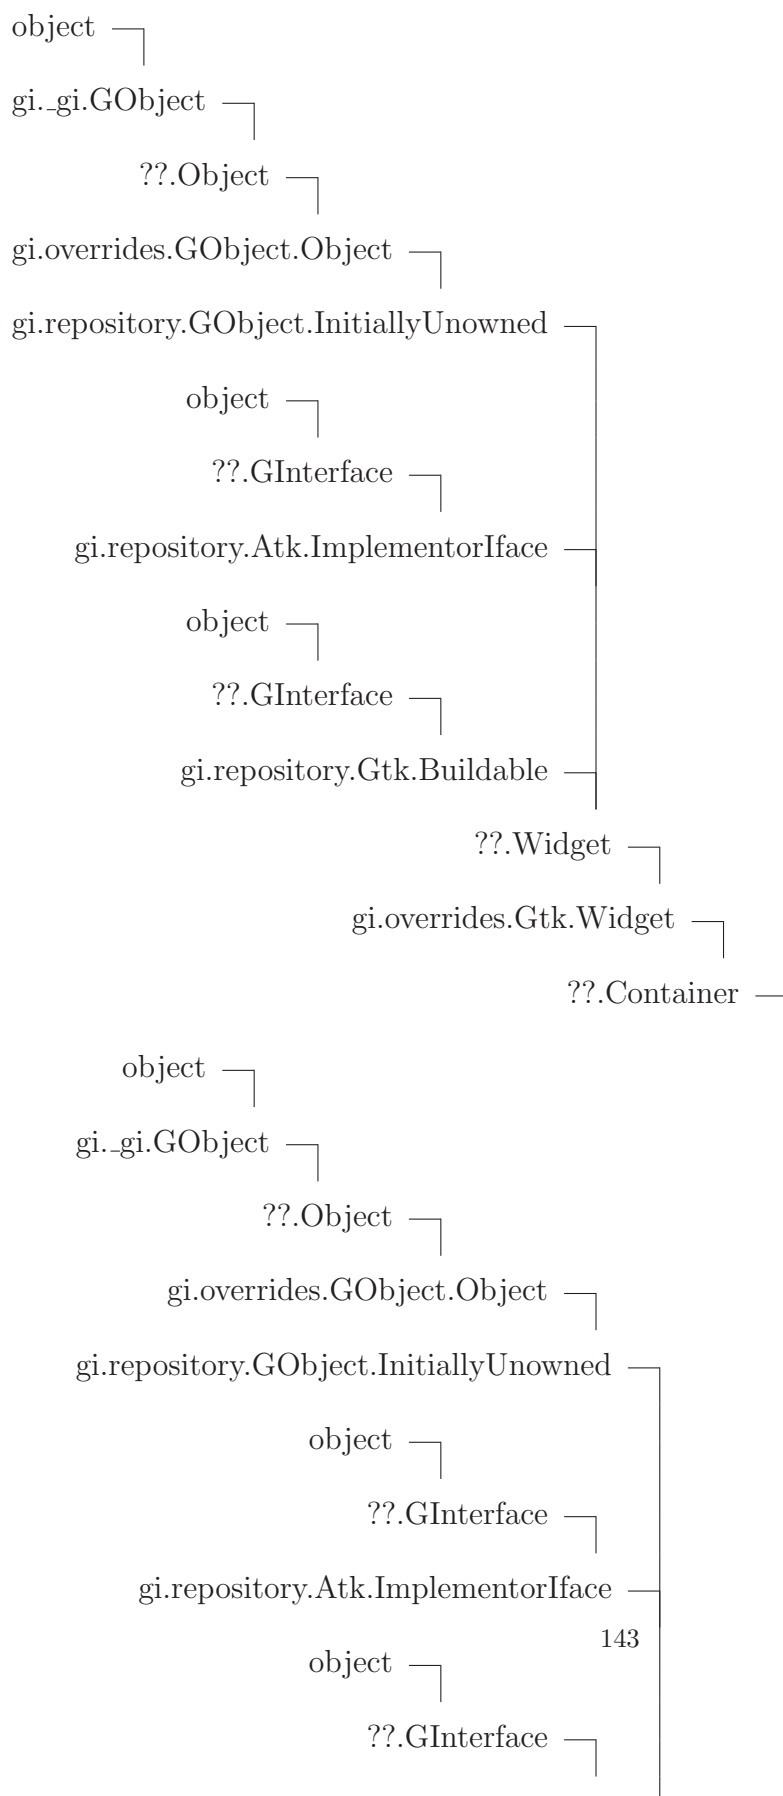 object
gi._gi.GObject
??.Object
gi.overrides.GObject.Object
gi.repository.GObject.InitiallyUnowned
object
??.GInterface
gi.repository.Atk.ImplementorIface
object
??.GInterface
gi.repository.Gtk.Buildable
??.Widget
gi.overrides.Gtk.Widget
??.Container
object
gi._gi.GObject
??.Object
gi.overrides.GObject.Object
gi.repository.GObject.InitiallyUnowned
object
??.GInterface
gi.repository.Atk.ImplementorIface
143
object
??.GInterface